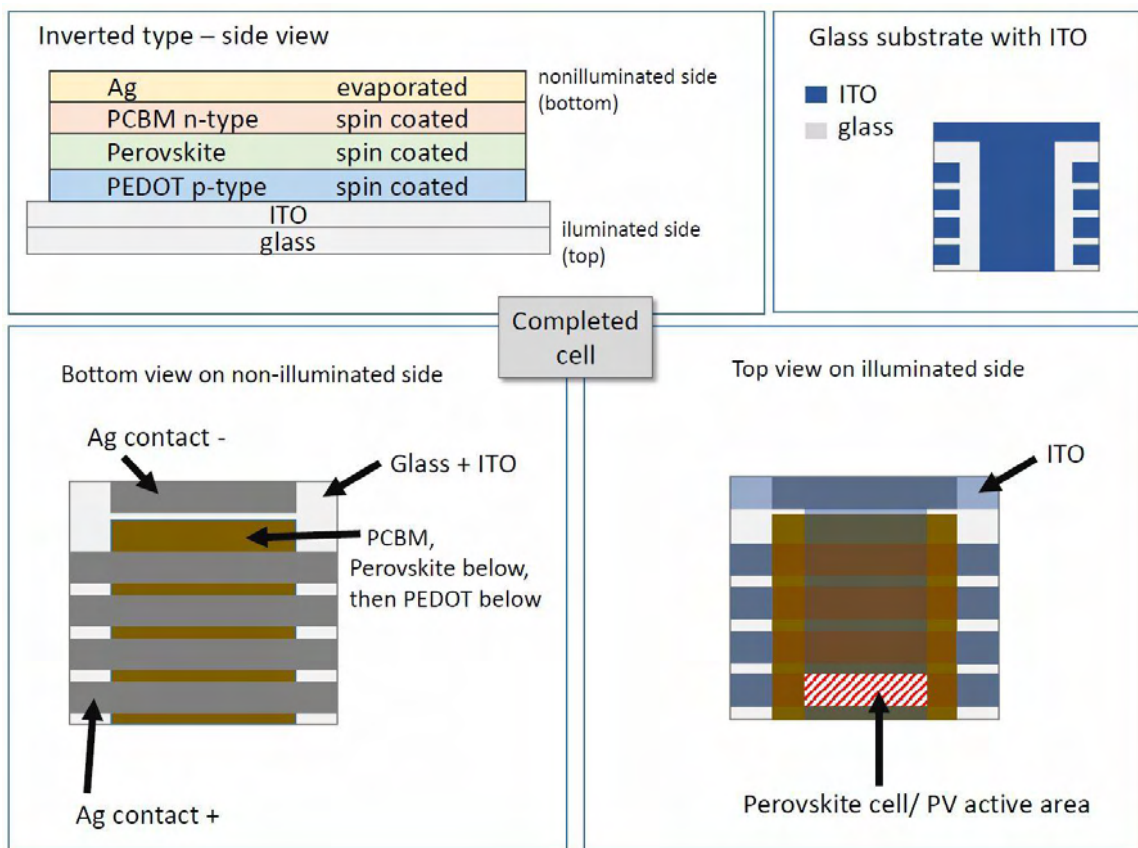 Inverted type – side view
Ag evaporated
PCBM n-type spin coated
Perovskite spin coated
PEDOT p-type spin coated
ITO
glass
nonilluminated side
(bottom)
iluminated side
(top)
Glass substrate with ITO
ITO
glass
Completed
cell
Bottom view on non-illuminated side
Ag contact -
Glass + ITO
PCBM,
Perovskite below,
then PEDOT below
Ag contact +
Top view on illuminated side
ITO
Perovskite cell/ PV active area